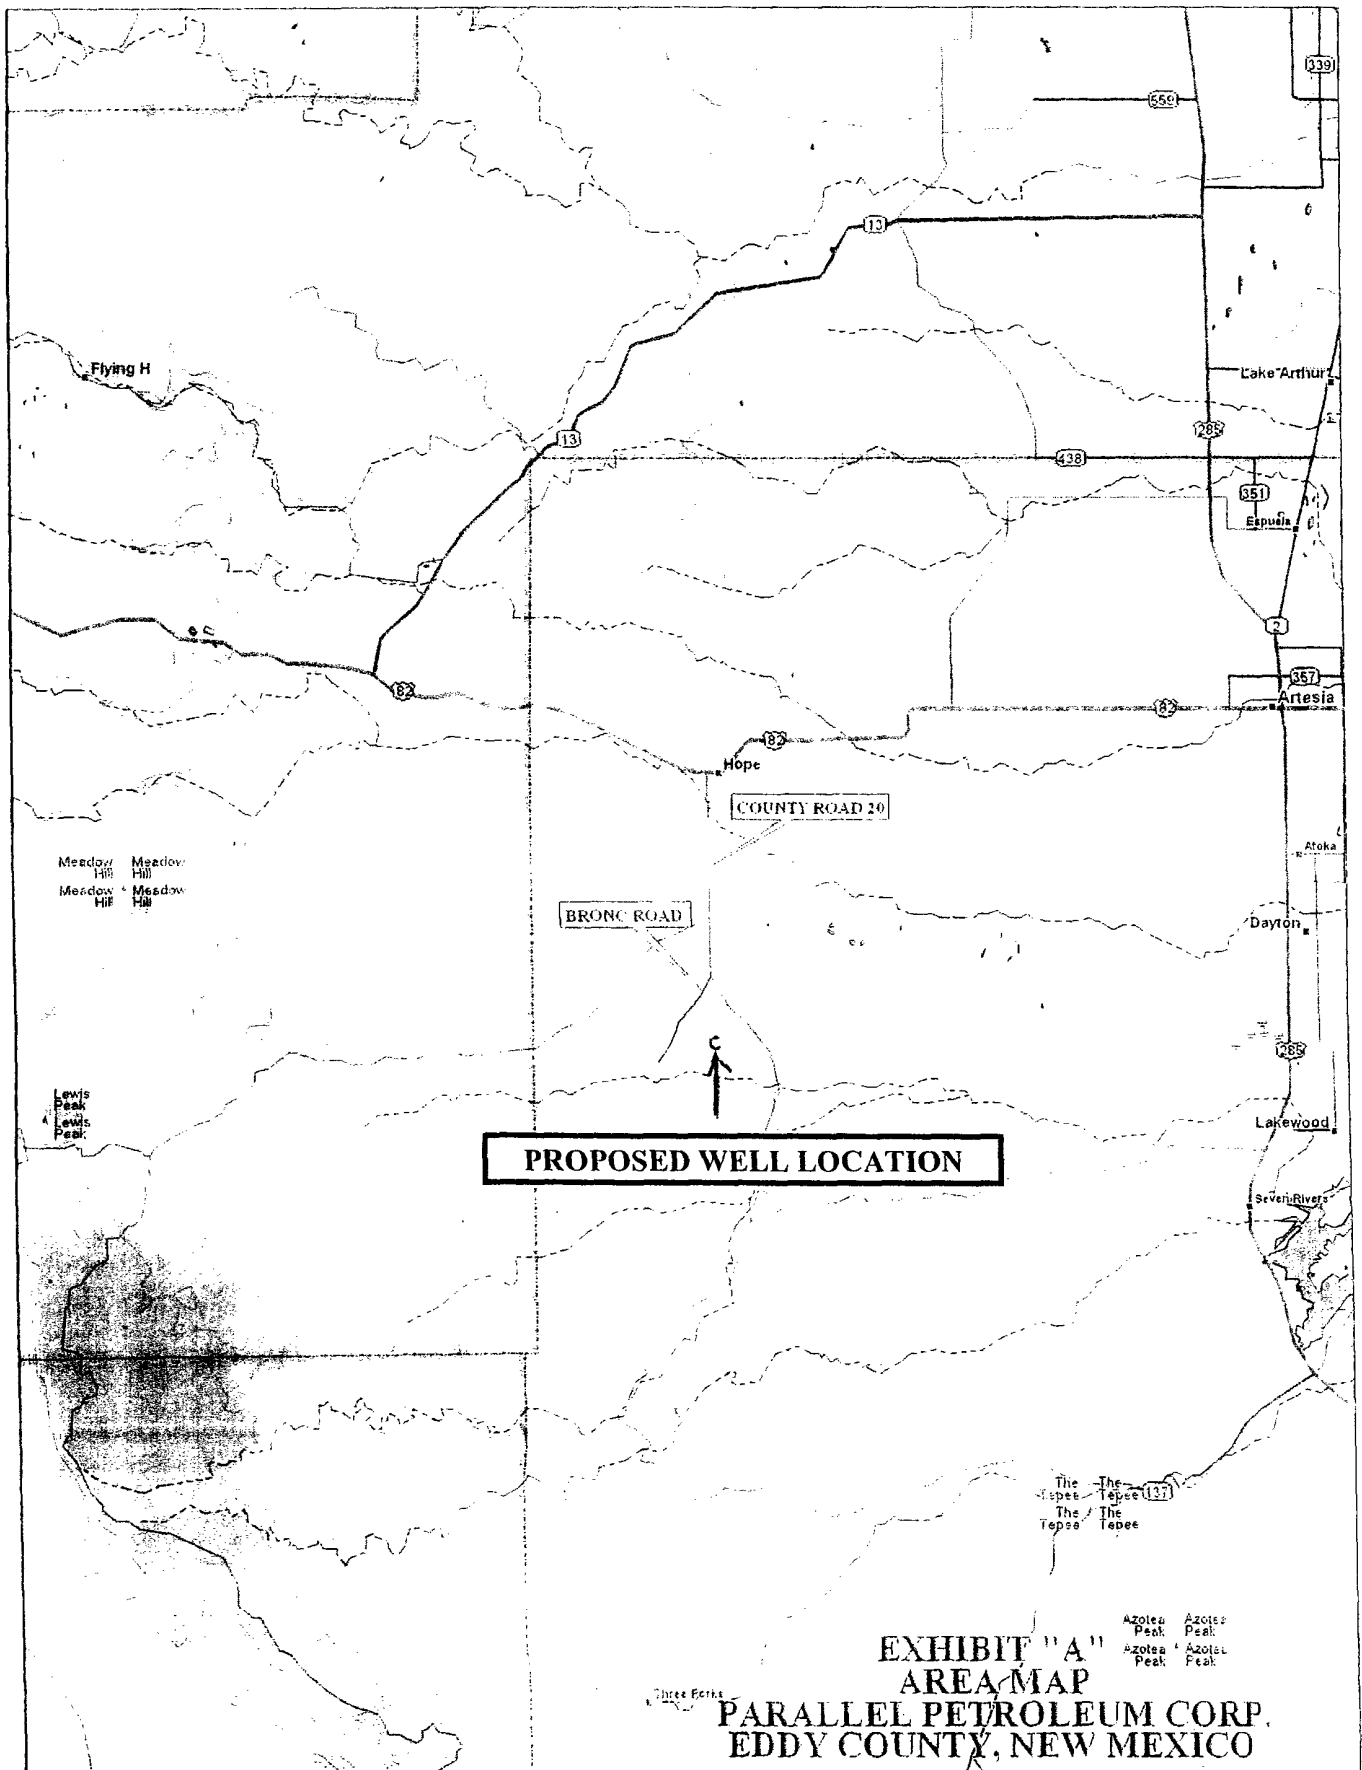 339
559
13
Flying H
Lake Arthur
285
13
438
351
Espuela
2
357
82
Artesia
82
82
Hope
COUNTY ROAD 20
Atoka
Meadow Meadow
Hill Hill
Meadow Meadow
Hill Hill
BRONC ROAD
Dayton
C
285
Lewis
Peak
Lewis
Peak
Lakewood
PROPOSED WELL LOCATION
Seven Rivers
The The
Tepee Tepee
137
The The
Tepee Tepee
Azotea Azotea
Peak Peak
Azotea Azotea
Peak Peak
EXHIBIT "A"
AREA MAP
Three Forks
PARALLEL PETROLEUM CORP.
EDDY COUNTY, NEW MEXICO